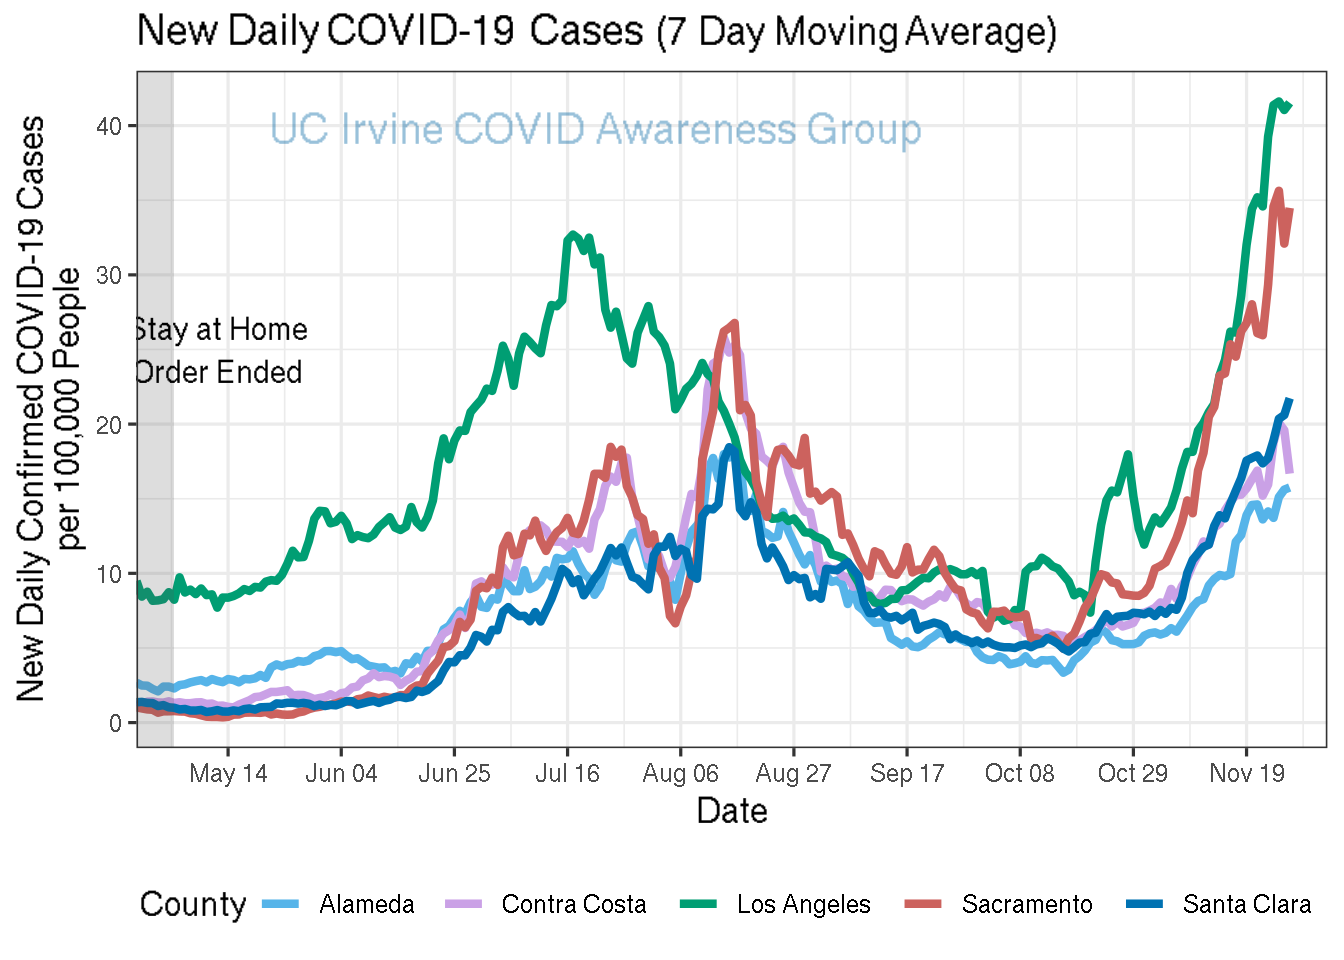 New Daily COVID-19 Cases (7 Day Moving Average)
UC Irvine COVID Awareness Group
New Daily Confirmed COVID-19 Cases
per 100,000 People
40
30
20
10
0
Stay at Home
Order Ended
May 14
Jun 04
Jun 25
Jul 16
Aug 06
Aug 27
Sep 17
Oct 08
Oct 29
Nov 19
Date
County
Alameda
Contra Costa
Los Angeles
Sacramento
Santa Clara